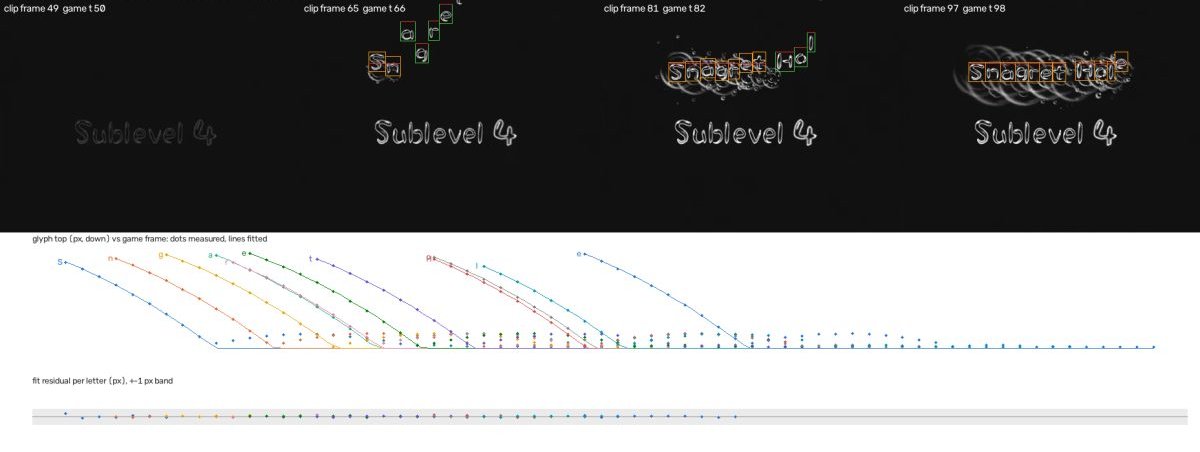 clip frame 49 game t 50
clip frame 65 game t 66
clip frame 81 game t 82
clip frame 97 game t 98
S n a g r e
Snagret Hol
Snagret Hole
Sublevel 4
Sublevel 4
Sublevel 4
Sublevel 4
glyph top (px, down) vs game frame: dots measured, lines fitted
S n g a r e t l e
fit residual per letter (px), +-1 px band